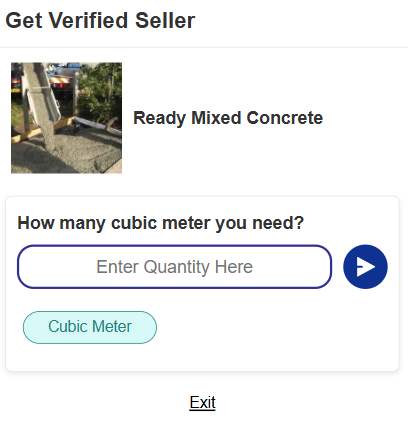 Get Verified Seller
Ready Mixed Concrete
How many cubic meter you need?
Enter Quantity Here
Cubic Meter
Exit